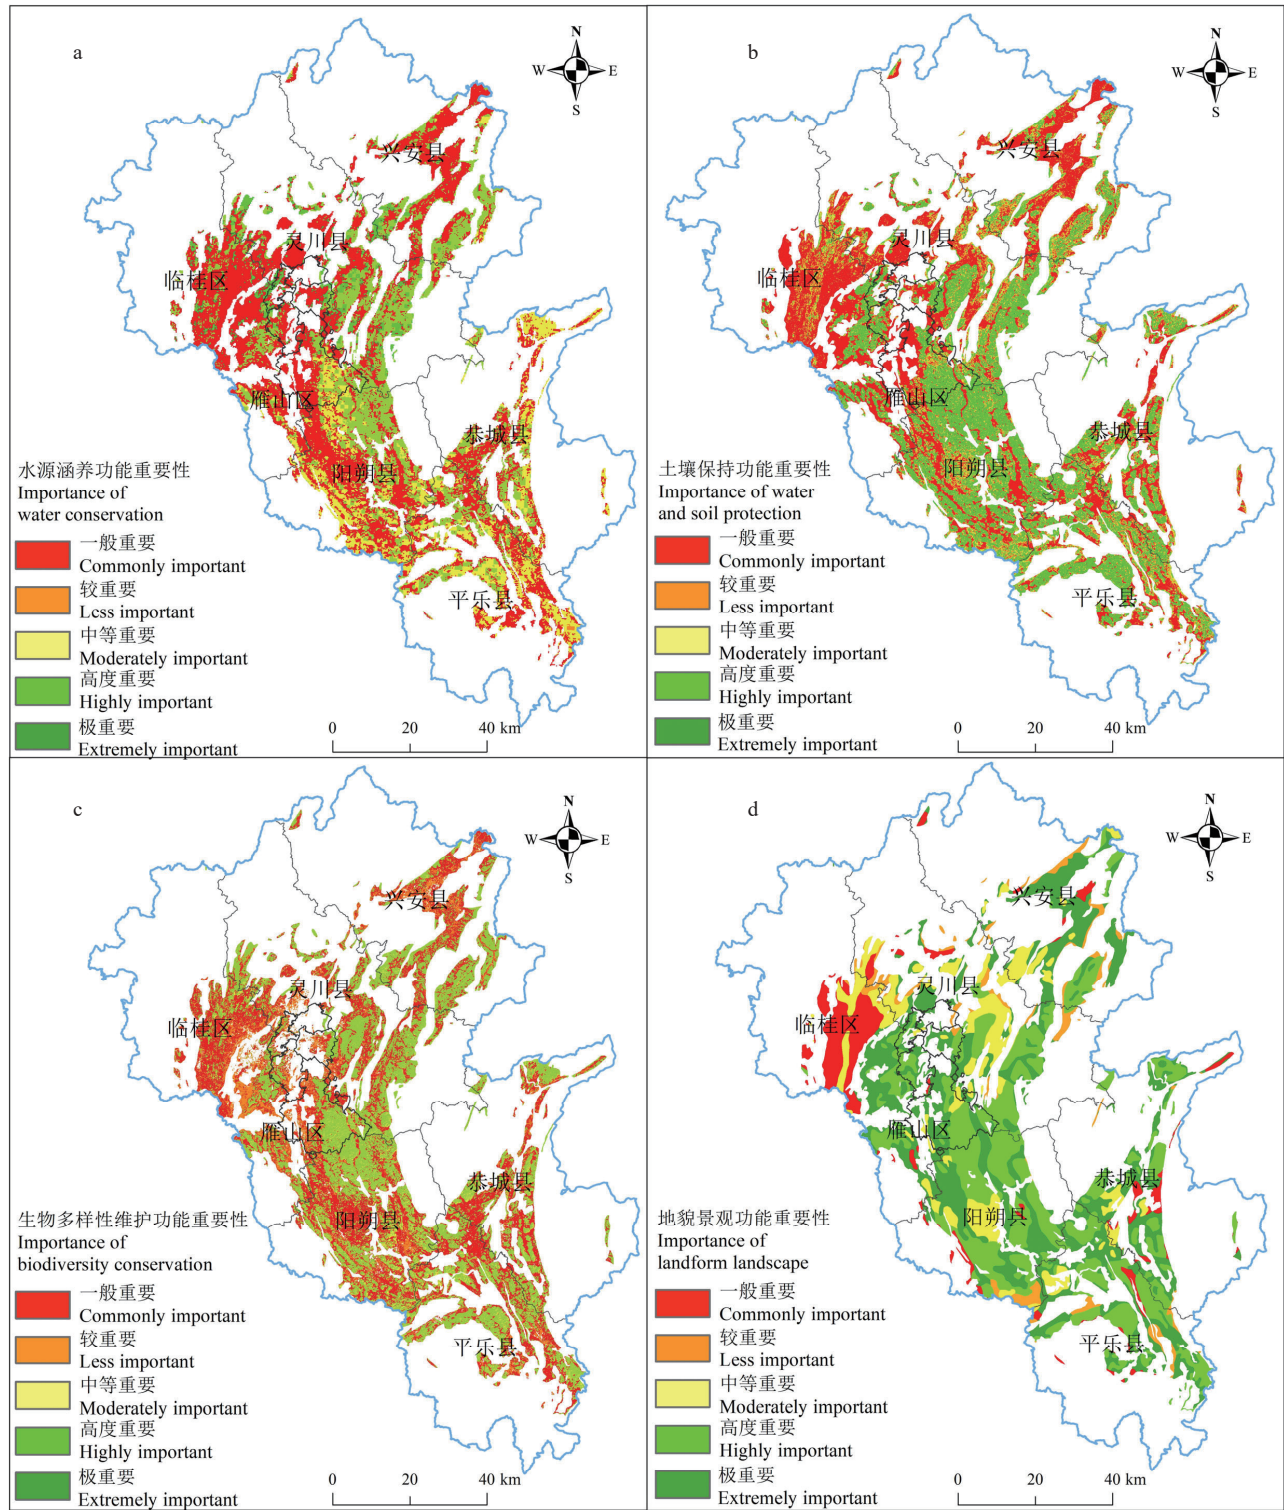 a
N
W
E
S
兴安县
灵川县
临桂区
雁山区
恭城县
阳朔县
平乐县
水源涵养功能重要性
Importance of
water conservation
一般重要
Commonly important
较重要
Lcss important
中等重要
Moderately important
高度重要
Highly important
极重要
Extremely important
0 20 40 km
b
N
W
E
S
兴安县
灵川县
临桂区
雁山区
恭城县
阳朔县
平乐县
土壤保持功能重要性
Importance of water
and soil protection
一般重要
Commonly important
较重要
Less important
中等重要
Moderately important
高度重要
Highly important
极重要
Extremely important
0 20 40 km
c
N
W
E
S
兴安县
灵川县
临桂区
雁山区
恭城县
阳朔县
平乐县
生物多样性维护功能重要性
Importance of
biodiversity conservation
一般重要
Commonly important
较重要
Less important
中等重要
Moderately important
高度重要
Highly important
极重要
Extremely important
0 20 40 km
d
N
W
E
S
兴安县
灵川县
临桂区
雁山区
恭城县
阳朔县
平乐县
地貌景观功能重要性
Importance of
landform landscape
一般重要
Commonly important
较重要
Less important
中等重要
Moderately important
高度重要
Highly important
极重要
Extremely important
0 20 40 km